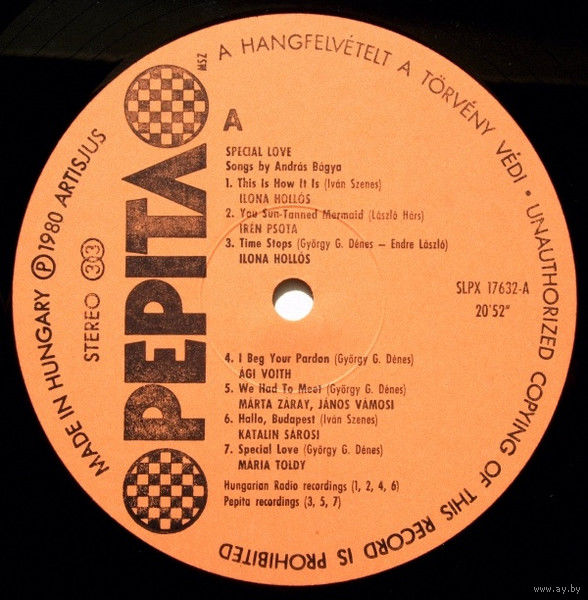 A HANGFELVÉTELT A TÖRVÉNY VÉDI • UNAUTHORIZED COPYING OF THIS RECORD IS PROHIBITED
MADE IN HUNGARY Ⓟ 1980 ARTISJUS
STEREO 33
PEPITA
MSZ
A
SPECIAL LOVE
Songs by András Bágya
1. This Is How It Is (Iván Szenes)
ILONA HOLLÓS
2. You Sun-Tanned Mermaid (László Hárs)
IRÉN PSOTA
3. Time Stops (György G. Dénes – Endre László)
ILONA HOLLÓS
SLPX 17632-A
20'52"
4. I Beg Your Pardon (György G. Dénes)
ÁGI VOITH
5. We Had To Meet (György G. Dénes)
MÁRTA ZARAY, JÁNOS VÁMOSI
6. Hallo, Budapest (Iván Szenes)
KATALIN SÁROSI
7. Special Love (György G. Dénes)
MÁRIA TOLDY
Hungarian Radio recordings (1, 2, 4, 6)
Pepita recordings (3, 5, 7)
www.ay.by